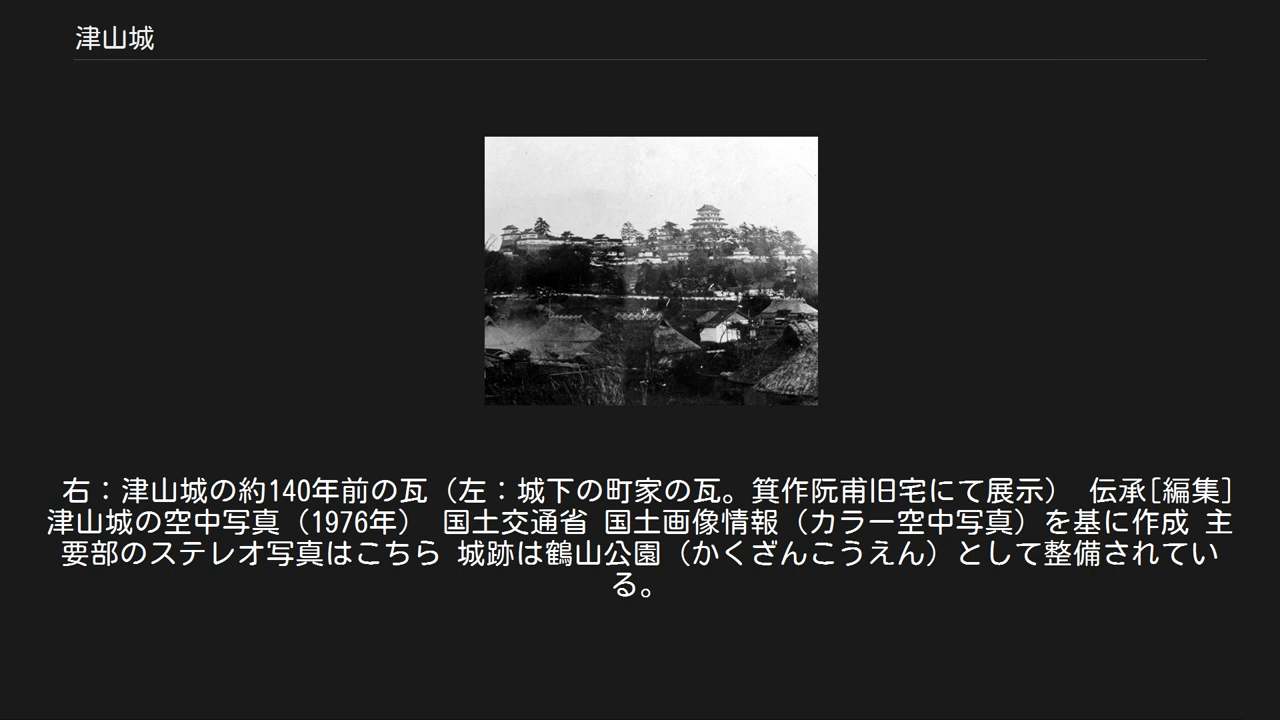 津山城
右：津山城の約140年前の瓦（左：城下の町家の瓦。箕作阮甫旧宅にて展示） 伝承[編集]
津山城の空中写真（1976年） 国土交通省 国土画像情報（カラー空中写真）を基に作成 主
要部のステレオ写真はこちら 城跡は鶴山公園（かくざんこうえん）として整備されてい
る。